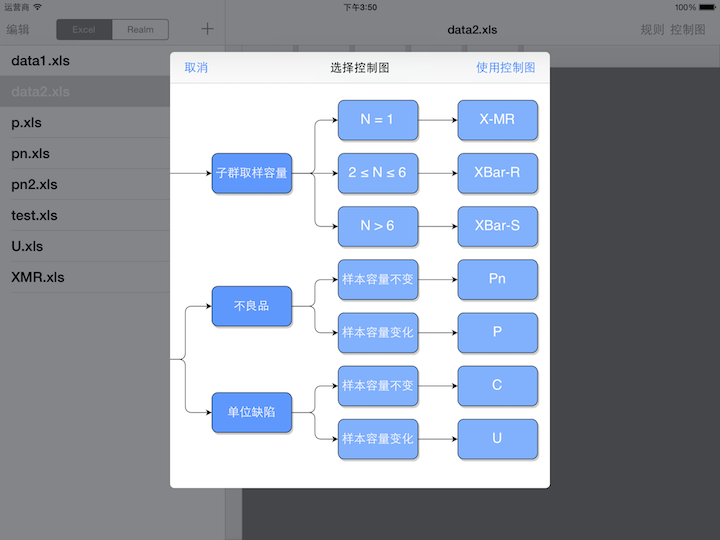 运营商
下午3:50
100%
编辑
Excel
Realm
data2.xls
规则
控制图
data1.xls
data2.xls
p.xls
pn.xls
pn2.xls
test.xls
U.xls
XMR.xls
取消
选择控制图
使用控制图
子群取样容量
N = 1
X-MR
2 ≤ N ≤ 6
XBar-R
N > 6
XBar-S
不良品
样本容量不变
Pn
样本容量变化
P
单位缺陷
样本容量不变
C
样本容量变化
U